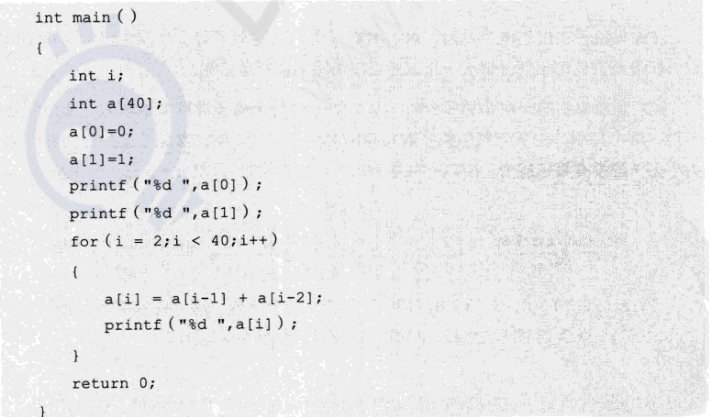 int main()
{
int i;
int a[40];
a[0]=0;
a[1]=1;
printf("%d ",a[0]);
printf("%d ",a[1]);
for(i = 2;i < 40;i++)
{
a[i] = a[i-1] + a[i-2];
printf("%d ",a[i]);
}
return 0;
}